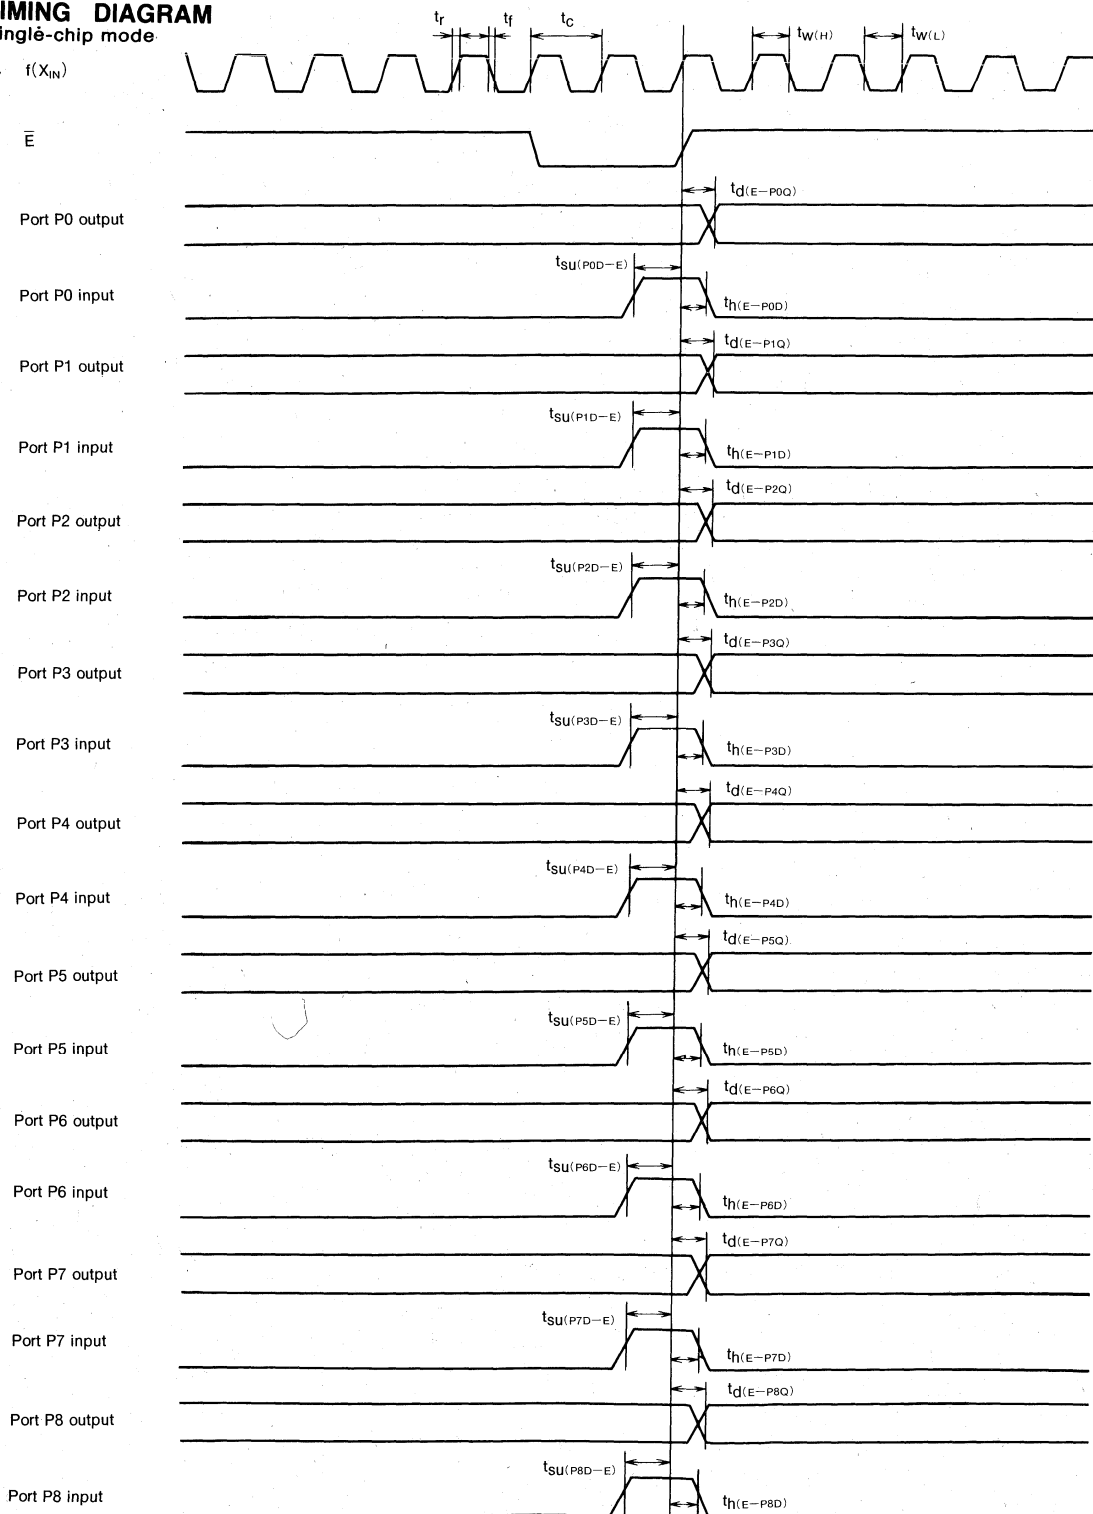 IMING DIAGRAM
ingle-chip mode
tr tf tc tW(H) tW(L)
f(XIN)
E̅
td(E-P0Q)
Port P0 output
tsu(P0D-E)
Port P0 input
th(E-P0D)
td(E-P1Q)
Port P1 output
tsu(P1D-E)
Port P1 input
th(E-P1D)
td(E-P2Q)
Port P2 output
tsu(P2D-E)
Port P2 input
th(E-P2D)
td(E-P3Q)
Port P3 output
tsu(P3D-E)
Port P3 input
th(E-P3D)
td(E-P4Q)
Port P4 output
tsu(P4D-E)
Port P4 input
th(E-P4D)
td(E-P5Q)
Port P5 output
tsu(P5D-E)
Port P5 input
th(E-P5D)
td(E-P6Q)
Port P6 output
tsu(P6D-E)
Port P6 input
th(E-P6D)
td(E-P7Q)
Port P7 output
tsu(P7D-E)
Port P7 input
th(E-P7D)
td(E-P8Q)
Port P8 output
tsu(P8D-E)
Port P8 input
th(E-P8D)